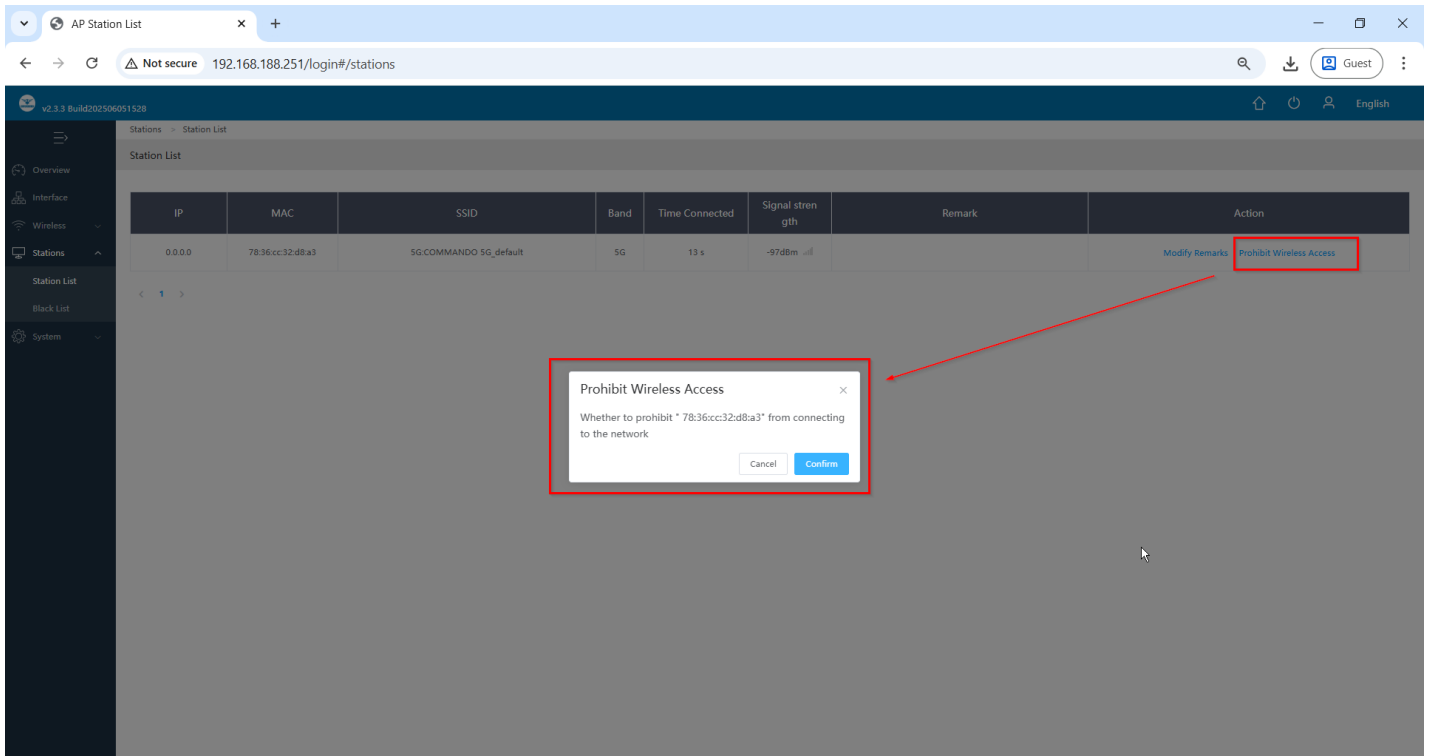 AP Station List
Not secure 192.168.188.251/login#/stations
Guest
v2.3.3 Build202506051528
English
Stations > Station List
Station List
Overview
Interface
Wireless
Stations
Station List
Black List
System
IP MAC SSID Band Time Connected Signal stren
gth Remark Action
0.0.0.0 78:36:cc:32:d8:a3 5G:COMMANDO 5G_default 5G 13 s -97dBm Modify Remarks Prohibit Wireless Access
< 1 >
Prohibit Wireless Access
Whether to prohibit " 78:36:cc:32:d8:a3" from connecting
to the network
Cancel Confirm